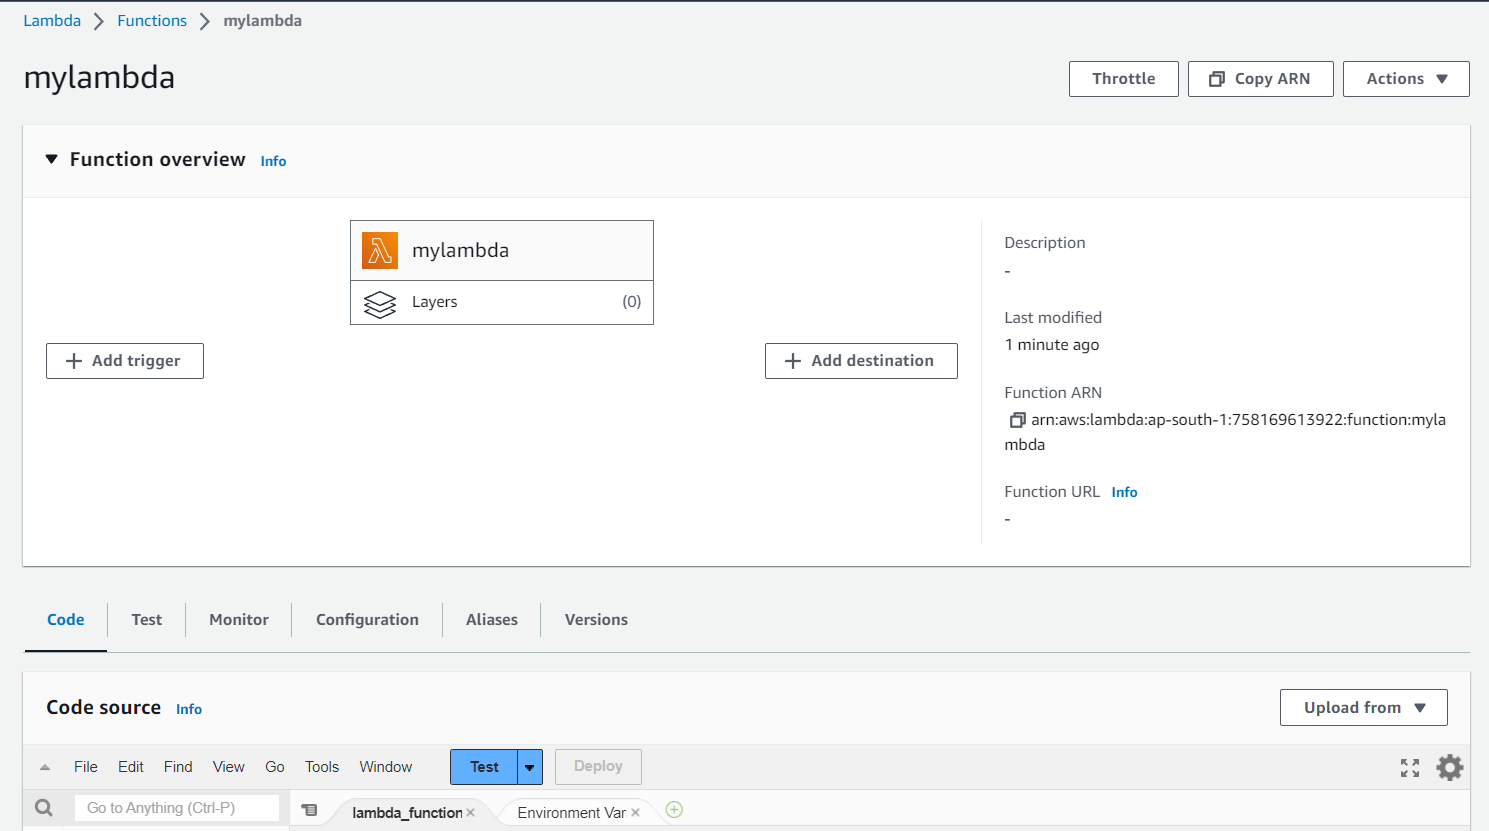 Lambda Functions mylambda
mylambda
Throttle Copy ARN Actions
Function overview Info
mylambda
Layers (0)
Add trigger
Add destination
Description
-
Last modified
1 minute ago
Function ARN
arn:aws:lambda:ap-south-1:758169613922:function:myla
mbda
Function URL Info
-
Code Test Monitor Configuration Aliases Versions
Code source Info
Upload from
File Edit Find View Go Tools Window Test Deploy
Go to Anything (Ctrl-P) lambda_function Environment Var